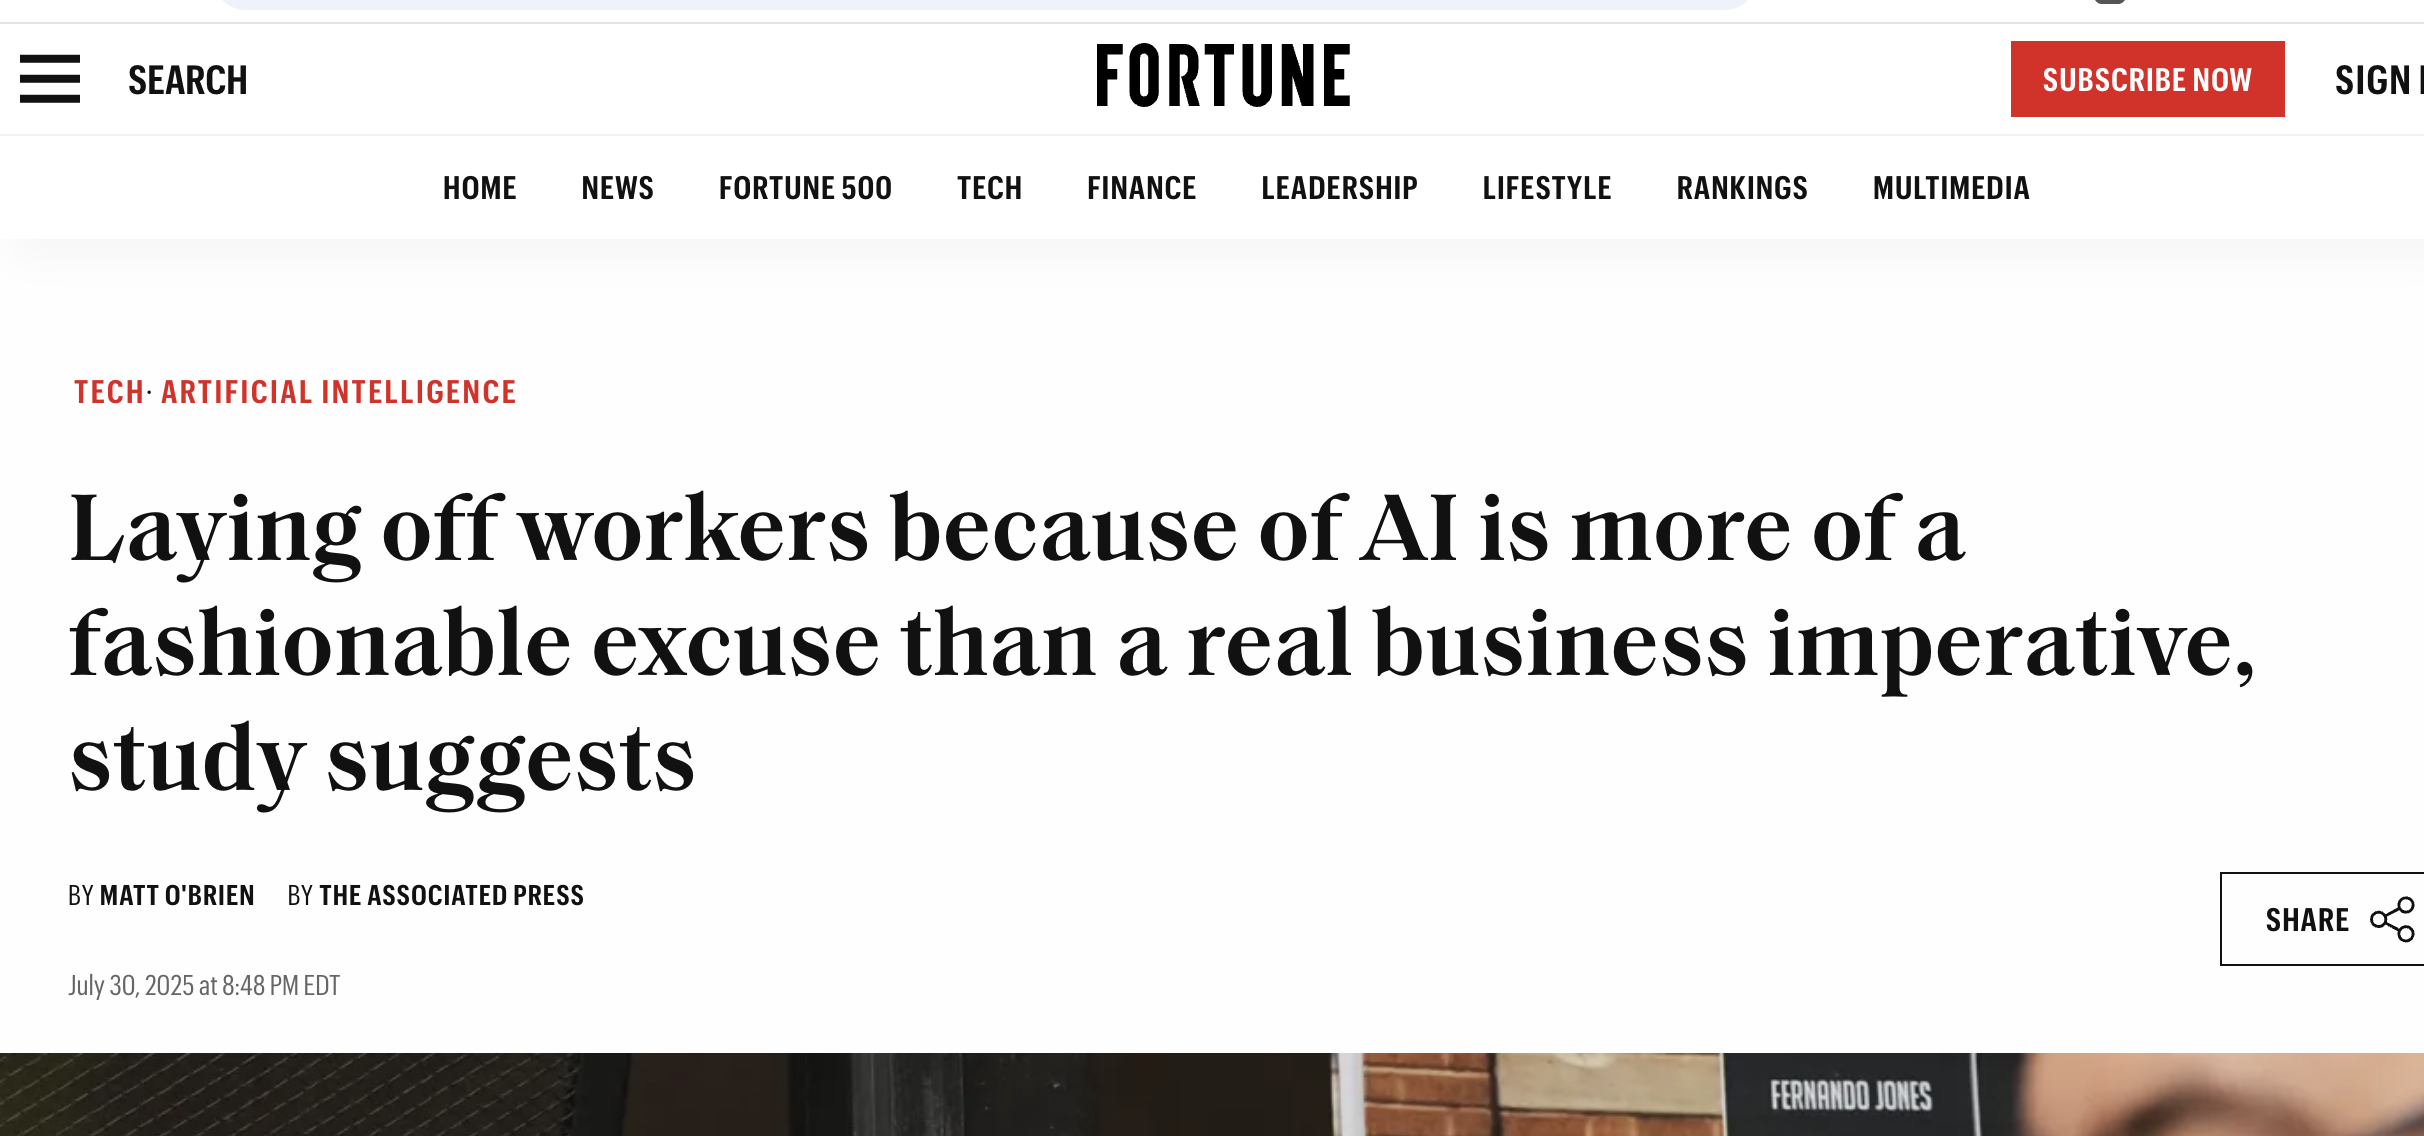 SEARCH
FORTUNE
SUBSCRIBE NOW
SIGN
HOME NEWS FORTUNE 500 TECH FINANCE LEADERSHIP LIFESTYLE RANKINGS MULTIMEDIA
TECH· ARTIFICIAL INTELLIGENCE
Laying off workers because of AI is more of a
fashionable excuse than a real business imperative,
study suggests
BY MATT O'BRIEN BY THE ASSOCIATED PRESS
SHARE
July 30, 2025 at 8:48 PM EDT
FERNANDO JONES